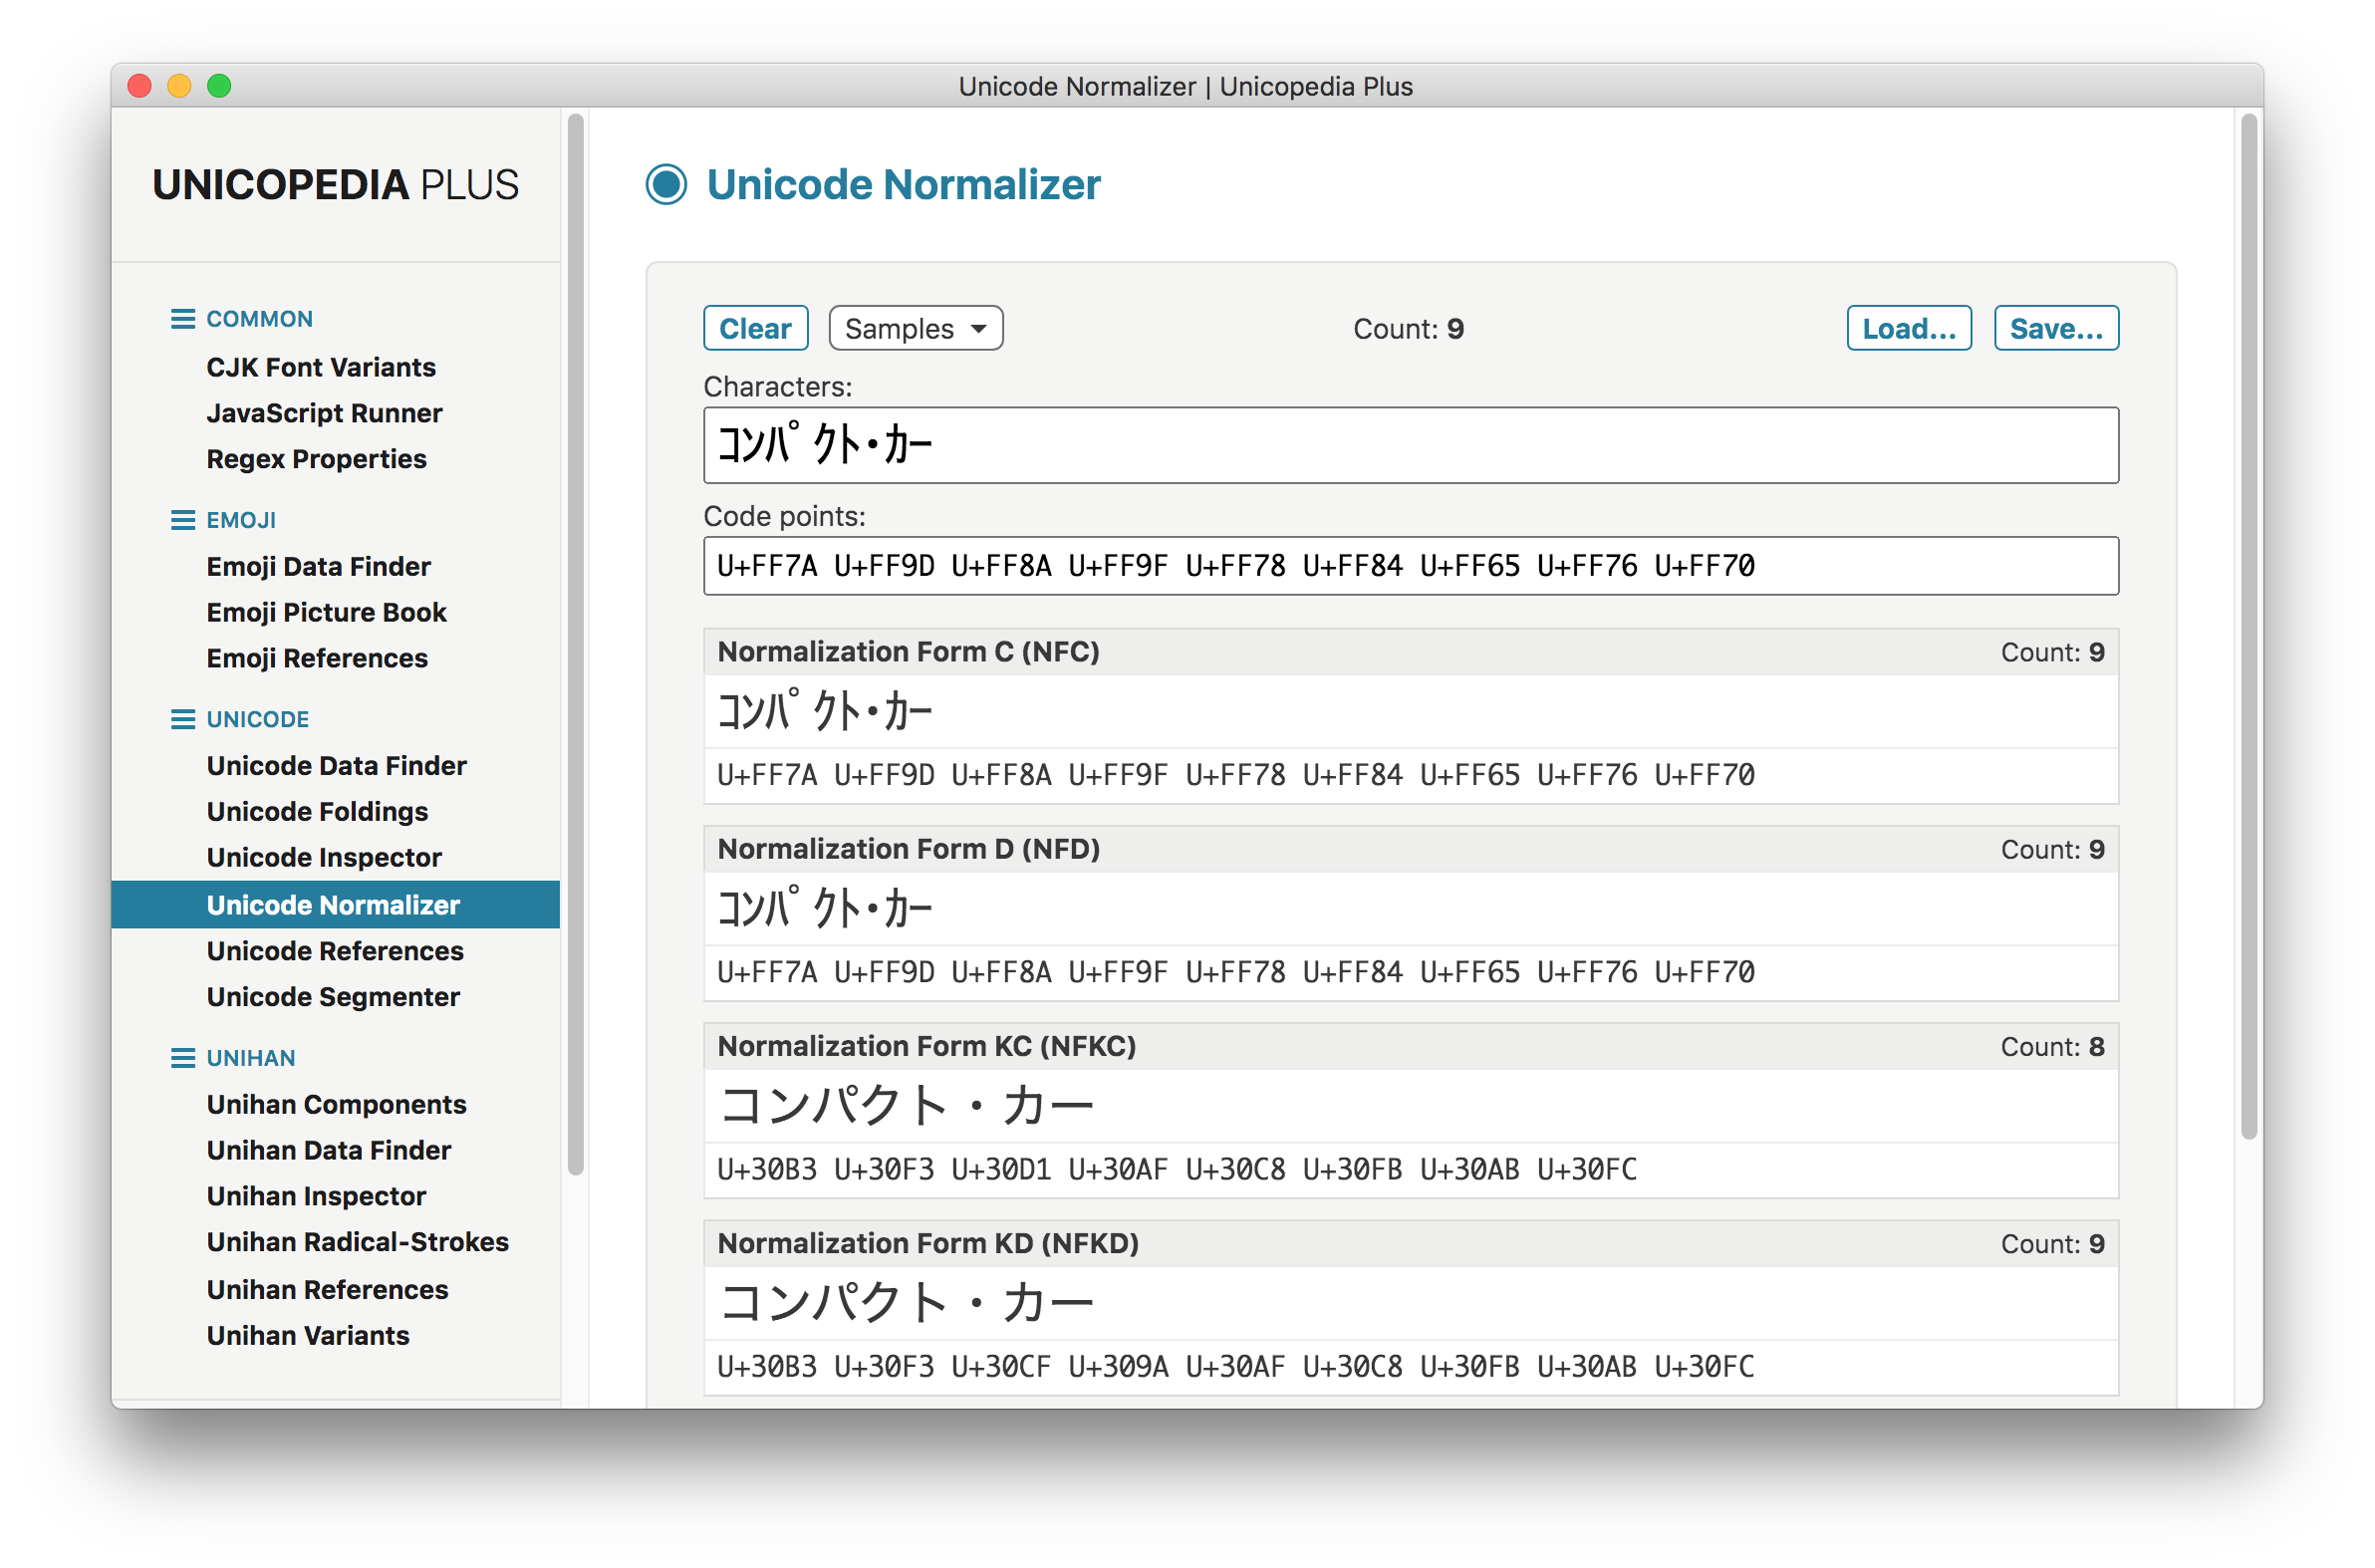 Unicode Normalizer | Unicopedia Plus
UNICOPEDIA PLUS
COMMON
CJK Font Variants
JavaScript Runner
Regex Properties
EMOJI
Emoji Data Finder
Emoji Picture Book
Emoji References
UNICODE
Unicode Data Finder
Unicode Foldings
Unicode Inspector
Unicode Normalizer
Unicode References
Unicode Segmenter
UNIHAN
Unihan Components
Unihan Data Finder
Unihan Inspector
Unihan Radical-Strokes
Unihan References
Unihan Variants
Unicode Normalizer
Clear Samples Count: 9 Load... Save...
Characters:
コンパクト・カー
Code points:
U+FF7A U+FF9D U+FF8A U+FF9F U+FF78 U+FF84 U+FF65 U+FF76 U+FF70
Normalization Form C (NFC) Count: 9
コンパクト・カー
U+FF7A U+FF9D U+FF8A U+FF9F U+FF78 U+FF84 U+FF65 U+FF76 U+FF70
Normalization Form D (NFD) Count: 9
コンパクト・カー
U+FF7A U+FF9D U+FF8A U+FF9F U+FF78 U+FF84 U+FF65 U+FF76 U+FF70
Normalization Form KC (NFKC) Count: 8
コンパクト・カー
U+30B3 U+30F3 U+30D1 U+30AF U+30C8 U+30FB U+30AB U+30FC
Normalization Form KD (NFKD) Count: 9
コンパクト・カー
U+30B3 U+30F3 U+30CF U+309A U+30AF U+30C8 U+30FB U+30AB U+30FC